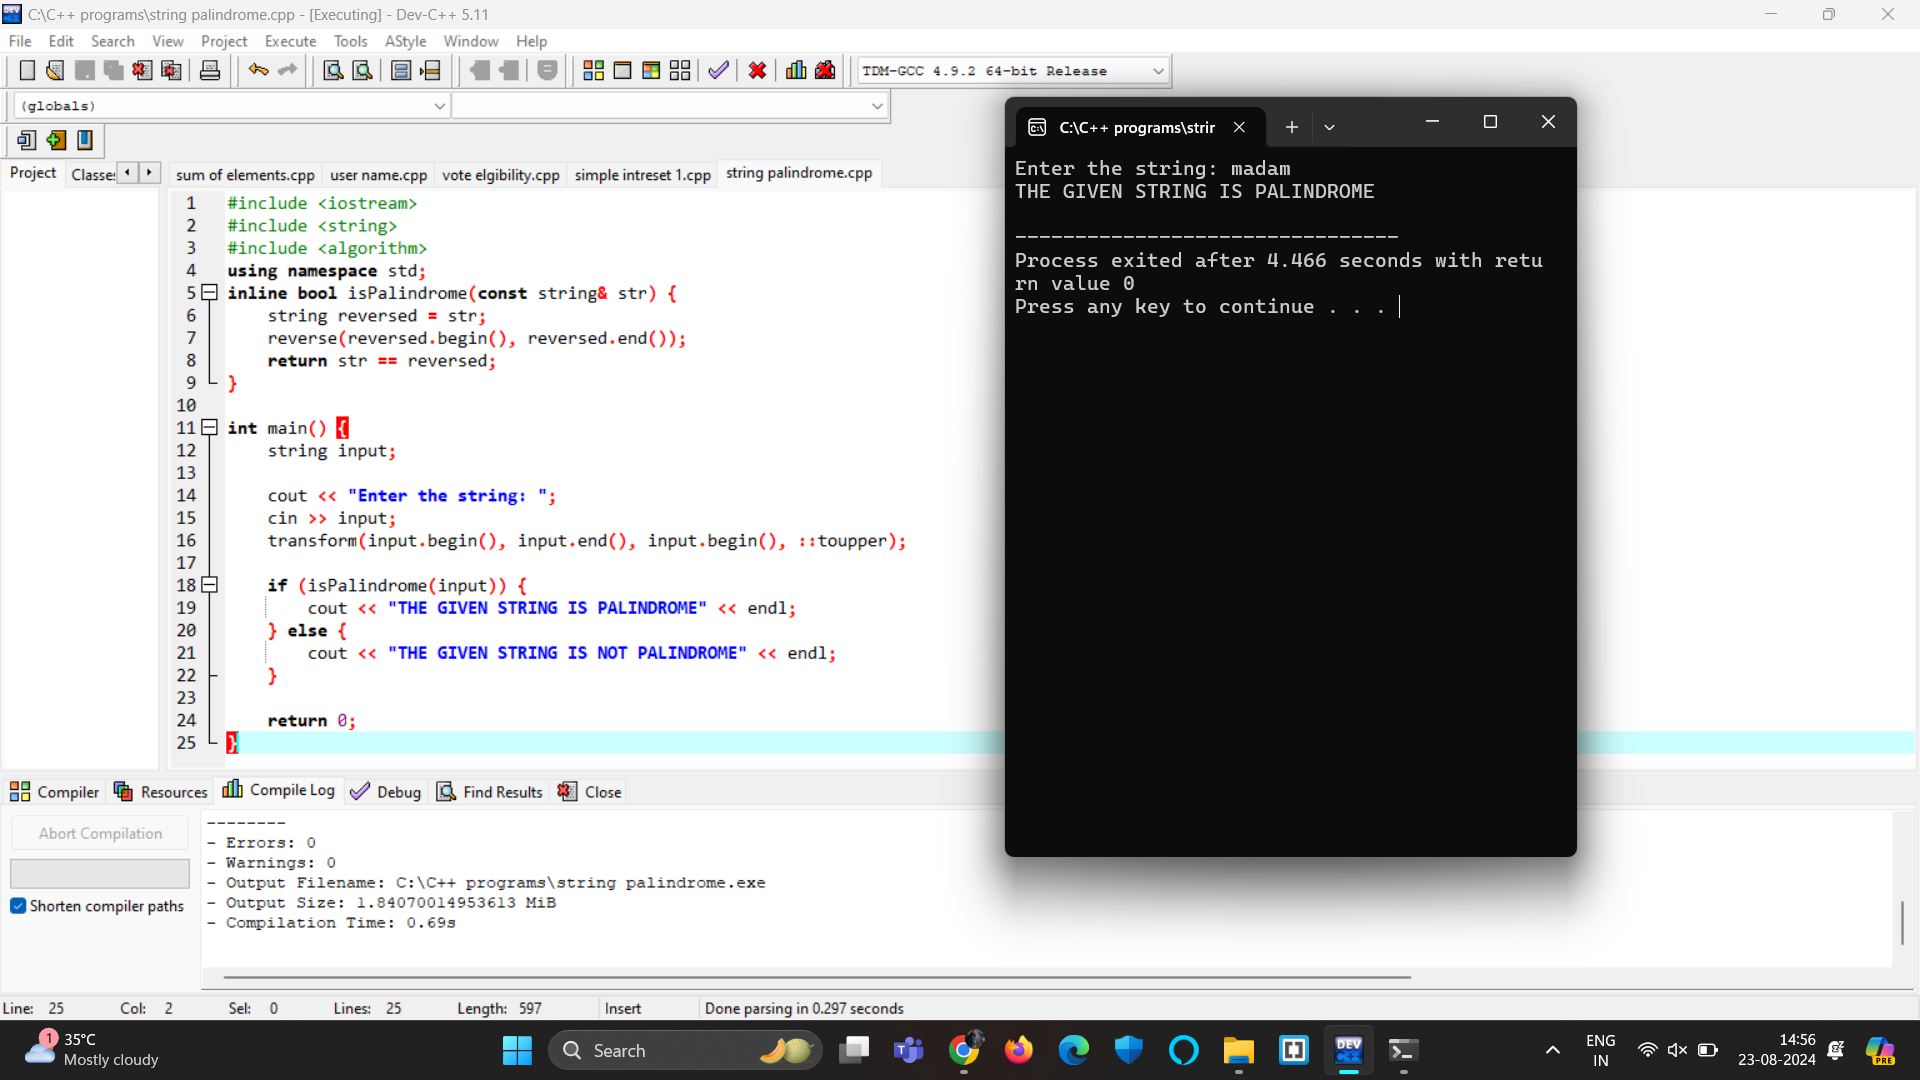 C:\C++ programs\string palindrome.cpp - [Executing] - Dev-C++ 5.11
File Edit Search View Project Execute Tools AStyle Window Help
TDM-GCC 4.9.2 64-bit Release
(globals)
Project Classes
sum of elements.cpp user name.cpp vote elgibility.cpp simple intreset 1.cpp string palindrome.cpp
1 #include <iostream>
2 #include <string>
3 #include <algorithm>
4 using namespace std;
5 inline bool isPalindrome(const string& str) {
6 string reversed = str;
7 reverse(reversed.begin(), reversed.end());
8 return str == reversed;
9 }
10
11 int main() {
12 string input;
13
14 cout << "Enter the string: ";
15 cin >> input;
16 transform(input.begin(), input.end(), input.begin(), ::toupper);
17
18 if (isPalindrome(input)) {
19 cout << "THE GIVEN STRING IS PALINDROME" << endl;
20 } else {
21 cout << "THE GIVEN STRING IS NOT PALINDROME" << endl;
22 }
23
24 return 0;
25 }
C:\C++ programs\strir
Enter the string: madam
THE GIVEN STRING IS PALINDROME
--------------------------------
Process exited after 4.466 seconds with retu
rn value 0
Press any key to continue . . .
Compiler Resources Compile Log Debug Find Results Close
Abort Compilation
Shorten compiler paths
--------
- Errors: 0
- Warnings: 0
- Output Filename: C:\C++ programs\string palindrome.exe
- Output Size: 1.84070014953613 MiB
- Compilation Time: 0.69s
Line: 25 Col: 2 Sel: 0 Lines: 25 Length: 597 Insert Done parsing in 0.297 seconds
1
35°C
Mostly cloudy
Search
DEV
C++
PRE
ENG
IN
14:56
23-08-2024